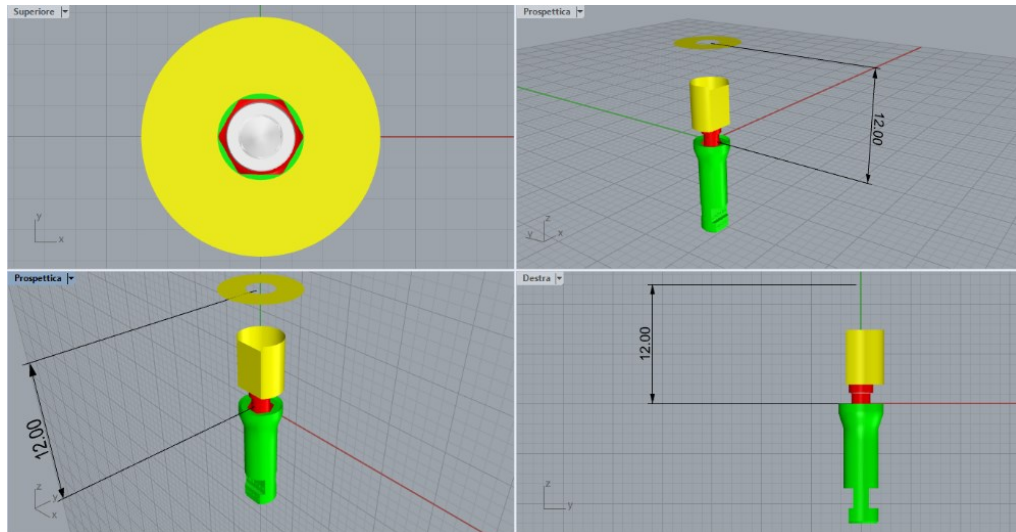 Superiore
y
x
Prospettica
12.00
z
y
x
Prospettica
12.00
z
y
x
Destra
12.00
z
y